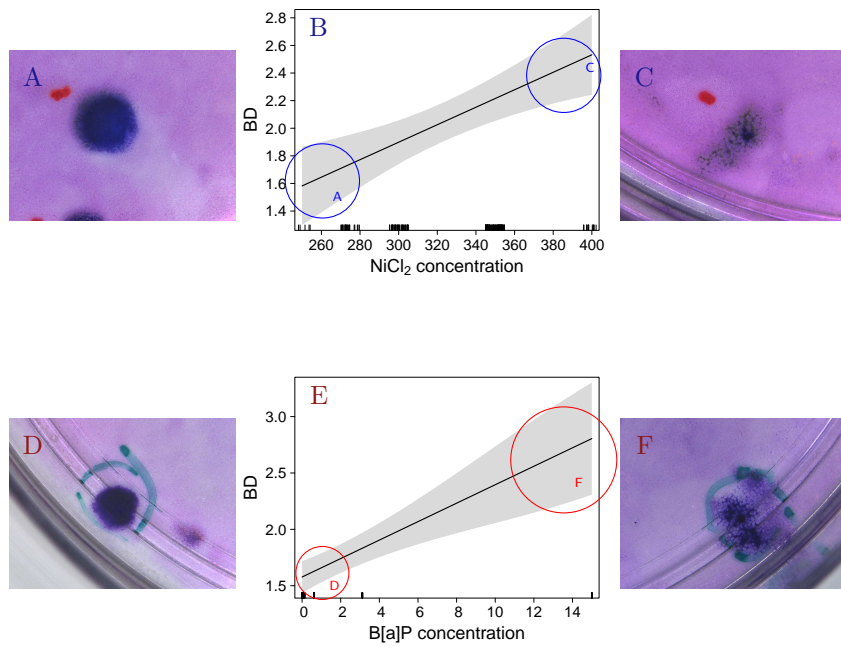 A
B
C
BD
2.8
2.6
2.4
2.2
2.0
1.8
1.6
1.4
C
A
260 280 300 320 340 360 380 400
NiCl₂ concentration
D
E
F
BD
3.0
2.5
2.0
1.5
F
D
0 2 4 6 8 10 12 14
B[a]P concentration